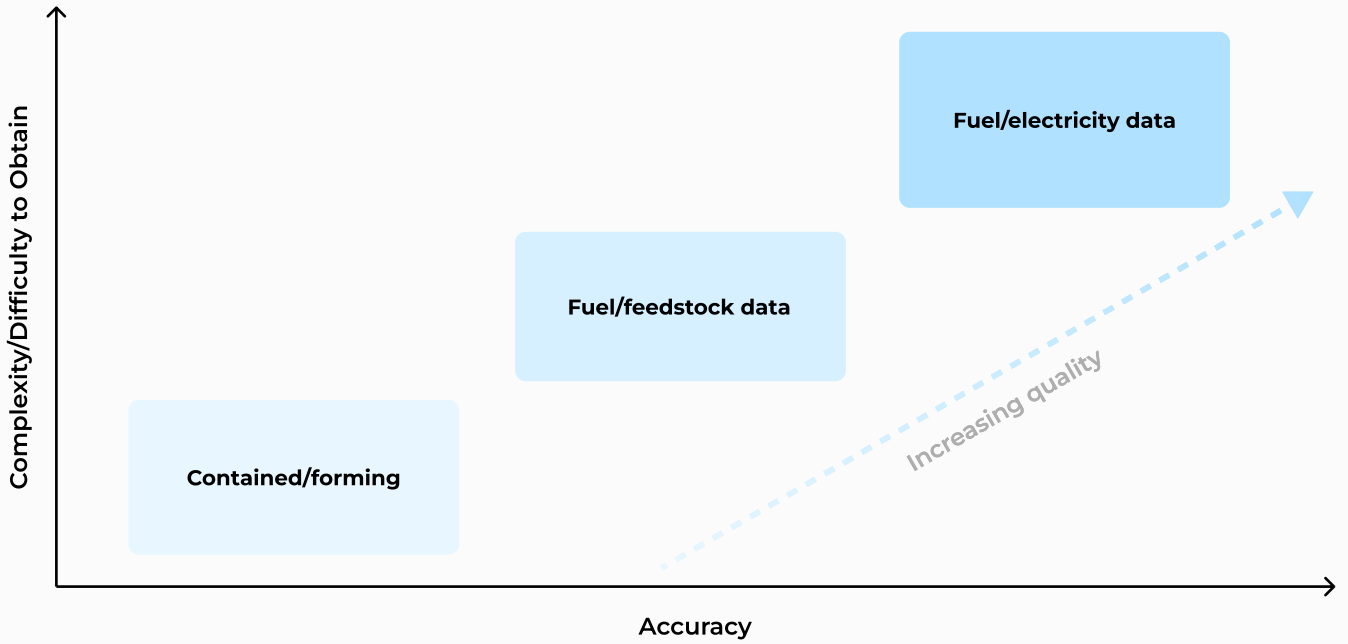 Complexity/Difficulty to Obtain
Fuel/electricity data
Fuel/feedstock data
Increasing quality
Contained/forming
Accuracy